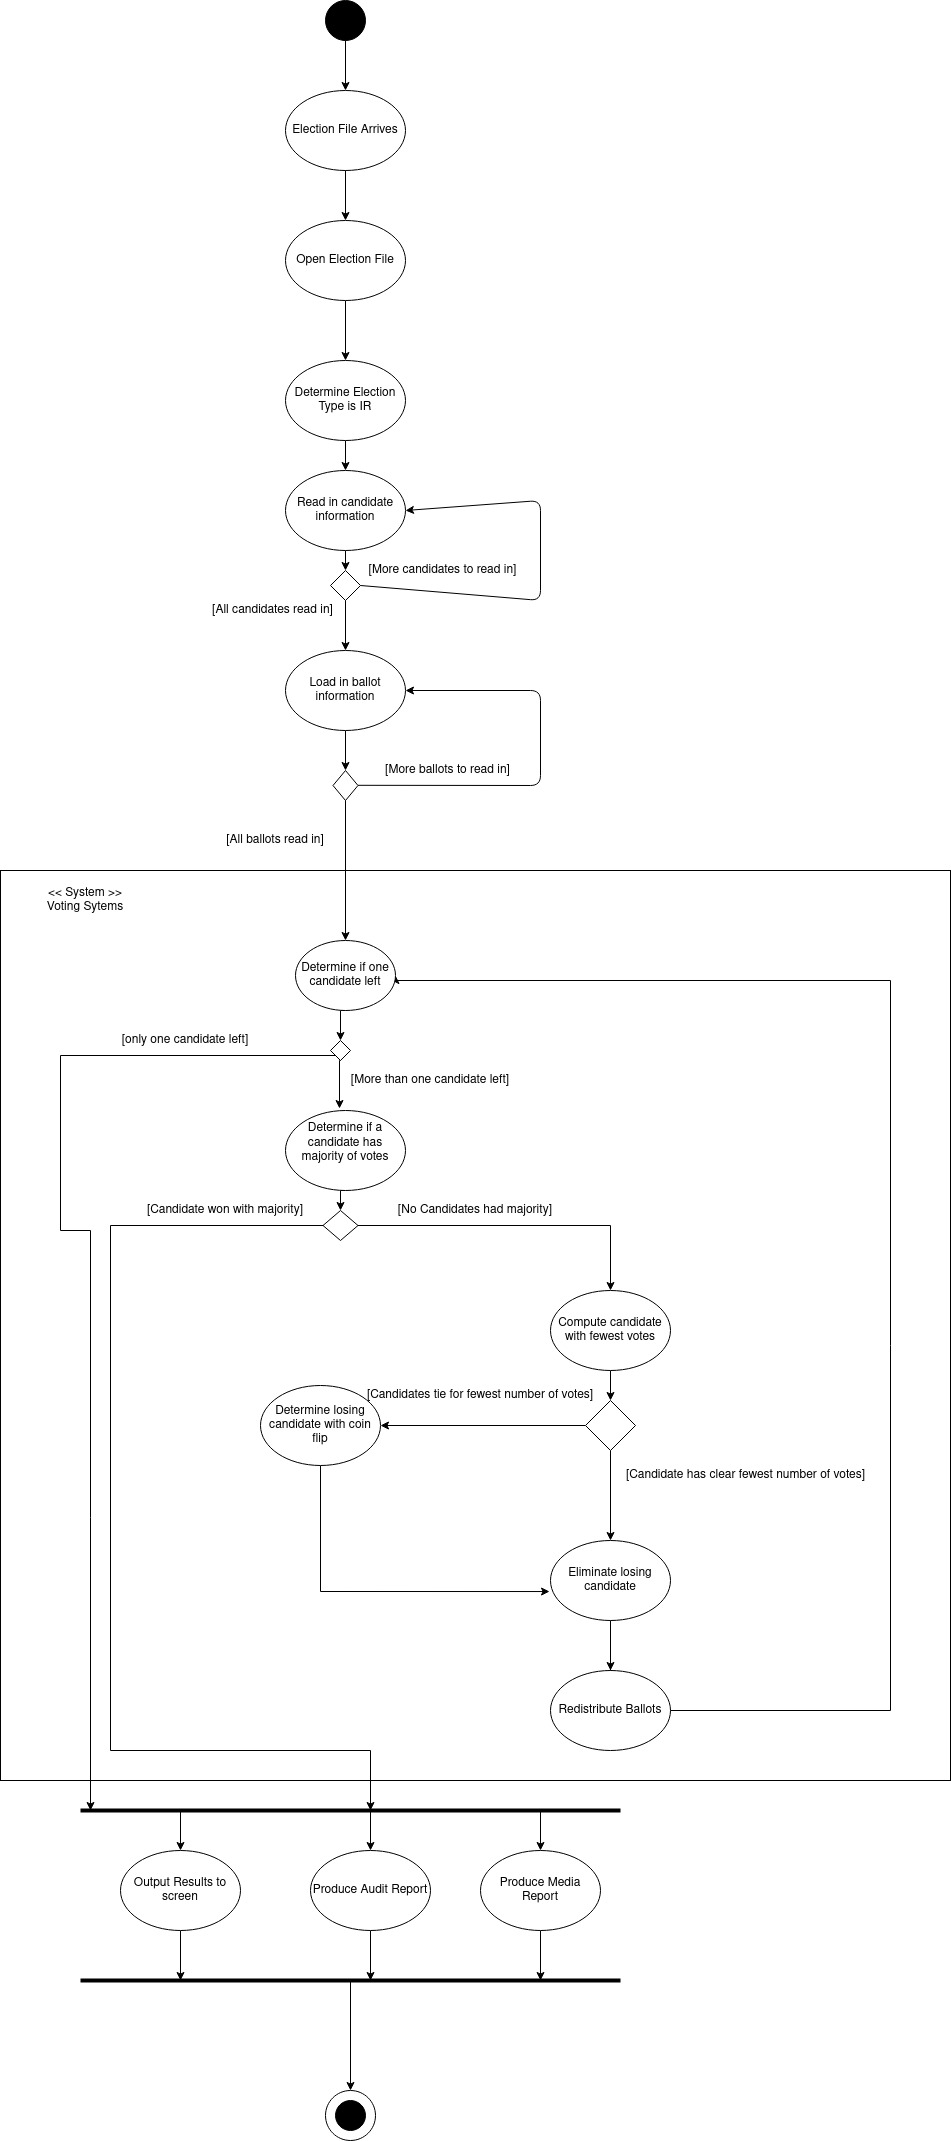 Election File Arrives
Open Election File
Determine Election
Type is IR
Read in candidate
information
[More candidates to read in]
[All candidates read in]
Load in ballot
information
[More ballots to read in]
[All ballots read in]
<< System >>
Voting Sytems
Determine if one
candidate left
[only one candidate left]
[More than one candidate left]
Determine if a
candidate has
majority of votes
[Candidate won with majority]
[No Candidates had majority]
Compute candidate
with fewest votes
[Candidates tie for fewest number of votes]
Determine losing
candidate with coin
flip
[Candidate has clear fewest number of votes]
Eliminate losing
candidate
Redistribute Ballots
Output Results to
screen
Produce Audit Report
Produce Media
Report